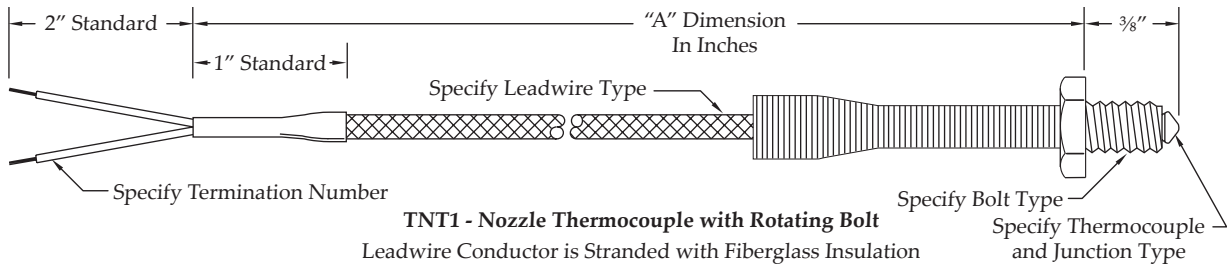 2” Standard
“A” Dimension
In Inches
⅜”
1” Standard
Specify Leadwire Type
Specify Termination Number
Specify Bolt Type
TNT1 - Nozzle Thermocouple with Rotating Bolt
Specify Thermocouple
and Junction Type
Leadwire Conductor is Stranded with Fiberglass Insulation